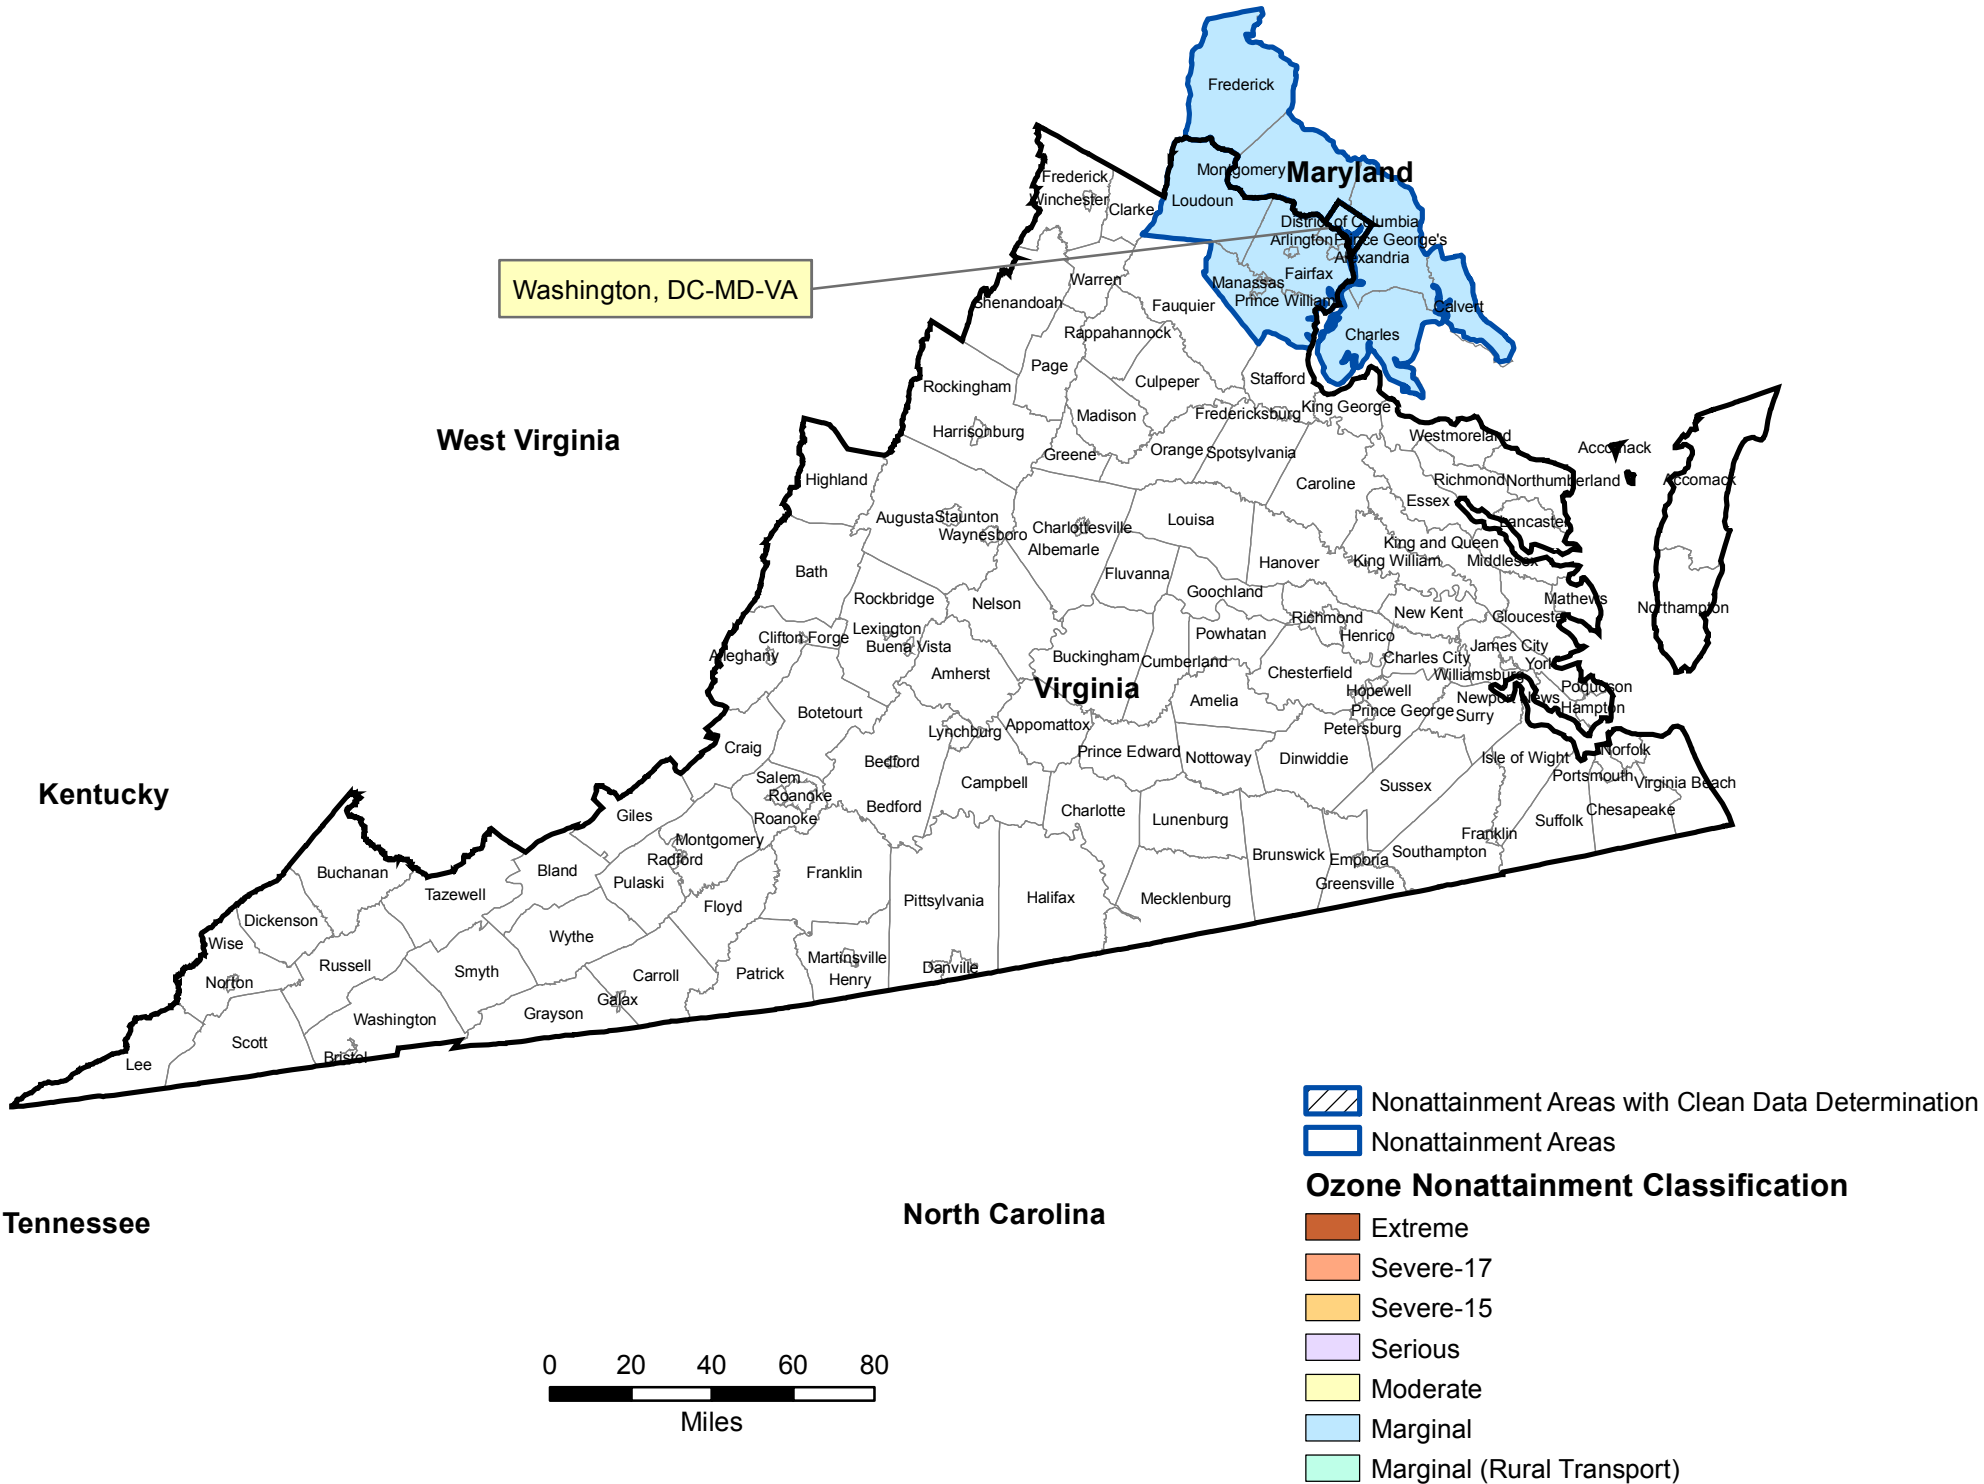 Frederick
Montgomery
Maryland
Frederick
Winchester
Clarke
Loudoun
District of Columbia
Arlington
Prince George's
Alexandria
Fairfax
Manassas
Prince William
Washington, DC-MD-VA
Warren
Shenandoah
Fauquier
Calvert
Charles
Rappahannock
Page
Culpeper
Stafford
Rockingham
Madison
Fredericksburg
King George
Harrisonburg
Westmoreland
West Virginia
Greene
Orange
Spotsylvania
Accomack
Highland
Caroline
Richmond
Northumberland
Accomack
Essex
Augusta
Staunton
Waynesboro
Charlottesville
Albemarle
Louisa
Lancaster
King and Queen
King William
Middlesex
Hanover
Bath
Fluvanna
Goochland
Rockbridge
Nelson
Mathews
Northampton
New Kent
Gloucester
Richmond
Henrico
Powhatan
Lexington
Clifton Forge
Buena Vista
Alleghany
Buckingham
Cumberland
James City
York
Charles City
Williamsburg
Chesterfield
Amherst
Virginia
Hopewell
Poquoson
Newport News
Hampton
Amelia
Prince George
Surry
Botetourt
Appomattox
Lynchburg
Petersburg
Craig
Prince Edward
Nottoway
Dinwiddie
Isle of Wight
Norfolk
Portsmouth
Virginia Beach
Bedford
Salem
Roanoke
Campbell
Sussex
Kentucky
Bedford
Charlotte
Roanoke
Giles
Lunenburg
Suffolk
Chesapeake
Franklin
Montgomery
Radford
Southampton
Brunswick
Emporia
Greensville
Buchanan
Bland
Pulaski
Franklin
Tazewell
Floyd
Pittsylvania
Halifax
Mecklenburg
Dickenson
Wise
Wythe
Russell
Smyth
Norton
Carroll
Patrick
Martinsville
Henry
Danville
Galax
Grayson
Washington
Scott
Bristol
Lee
Tennessee
North Carolina
Nonattainment Areas with Clean Data Determination
Nonattainment Areas
Ozone Nonattainment Classification
Extreme
Severe-17
Severe-15
Serious
Moderate
Marginal
Marginal (Rural Transport)
0 20 40 60 80
Miles